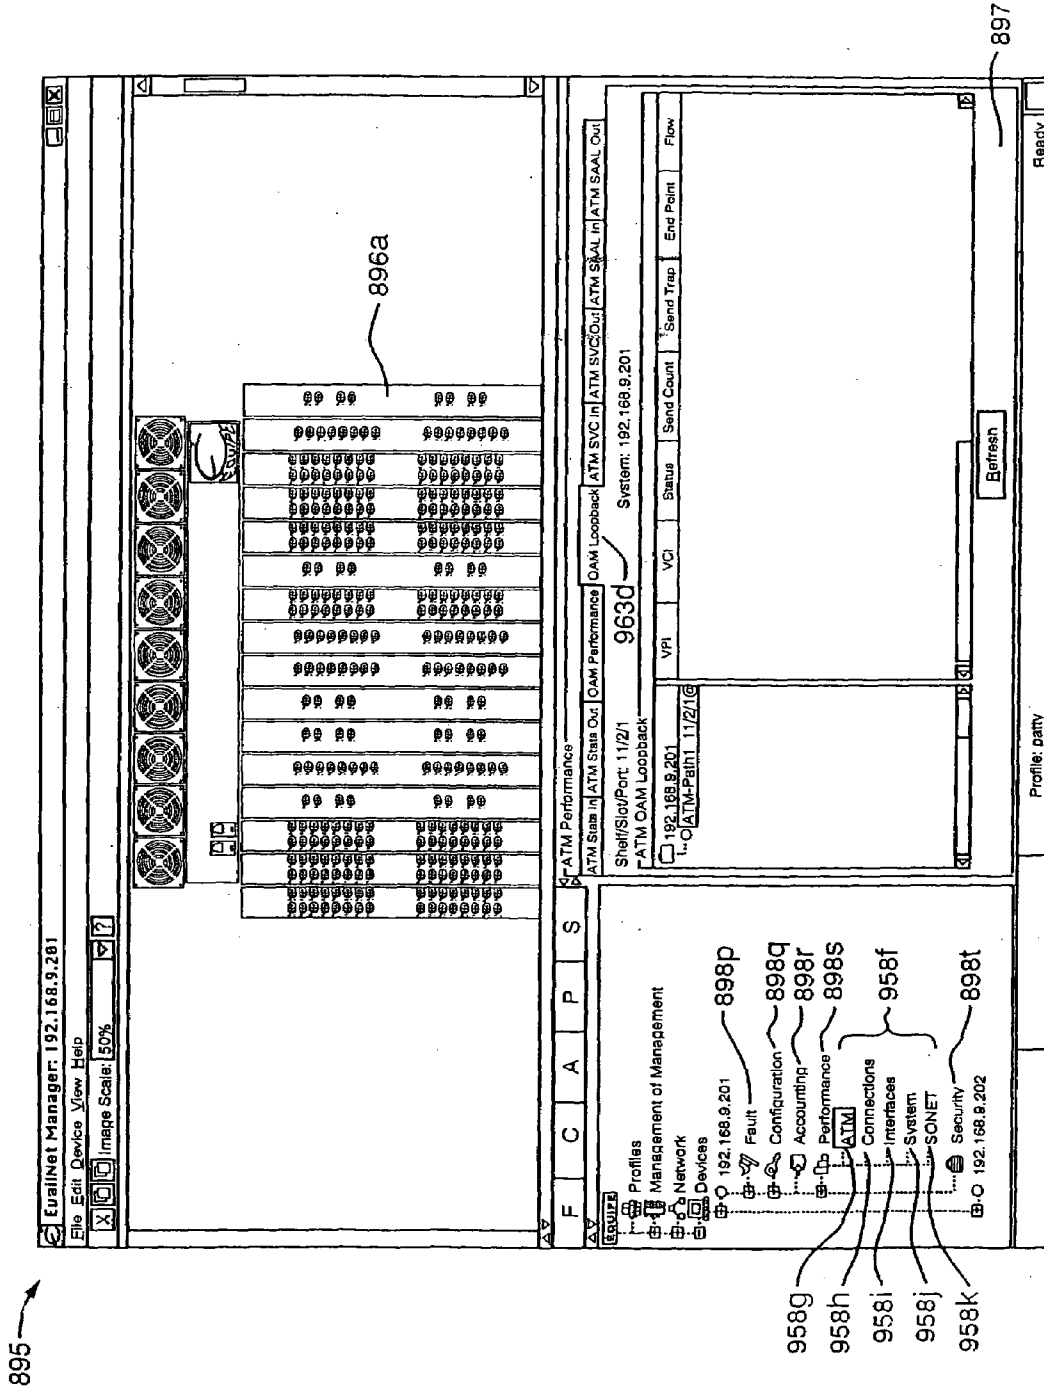 895
EualiNet Manager: 192.168.9.201
File Edit Device View Help
Image Scale: 50%
?
EQUIPE
896a
F C A P S
EQUIPE
Profiles
Management of Management
Network
Devices
192.168.9.201
Fault
Configuration
Accounting
Performance
ATM
Connections
Interfaces
System
SONET
Security
192.168.9.202
898p
898q
898r
898s
958f
898t
958g
958h
958i
958j
958k
ATM Performance
ATM Stats In ATM Stats Out OAM Performance OAM Loopback ATM SVC In ATM SVC Out ATM SAAL In ATM SAAL Out
Shelf/Slot/Port: 11/2/1 System: 192.168.9.201
963d
ATM OAM Loopback
192.168.9.201
ATM-Path1 11/2/1@
VPI VCI Status Send Count Send Trap End Point Flow
Refresh
897
Profile: patty Ready